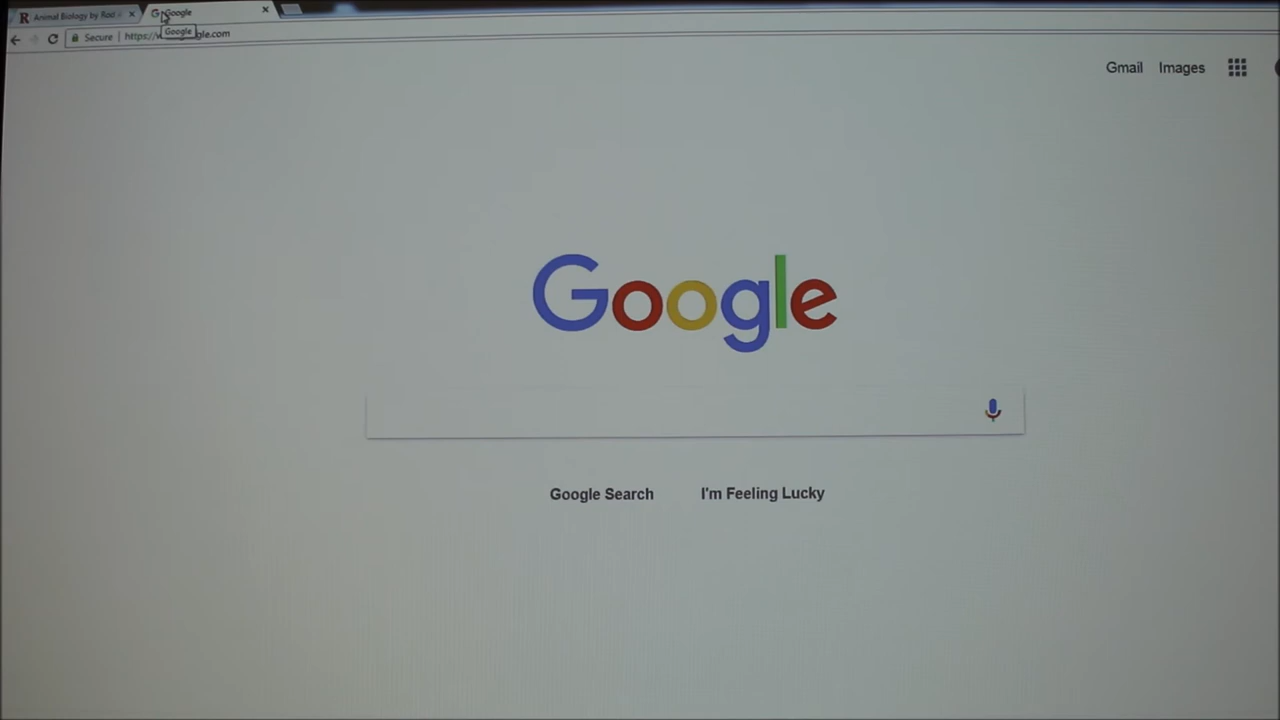 R Animal Biology by Rod
Google
Secure | https://
gle.com
Google
Gmail Images
Google
Google Search I'm Feeling Lucky